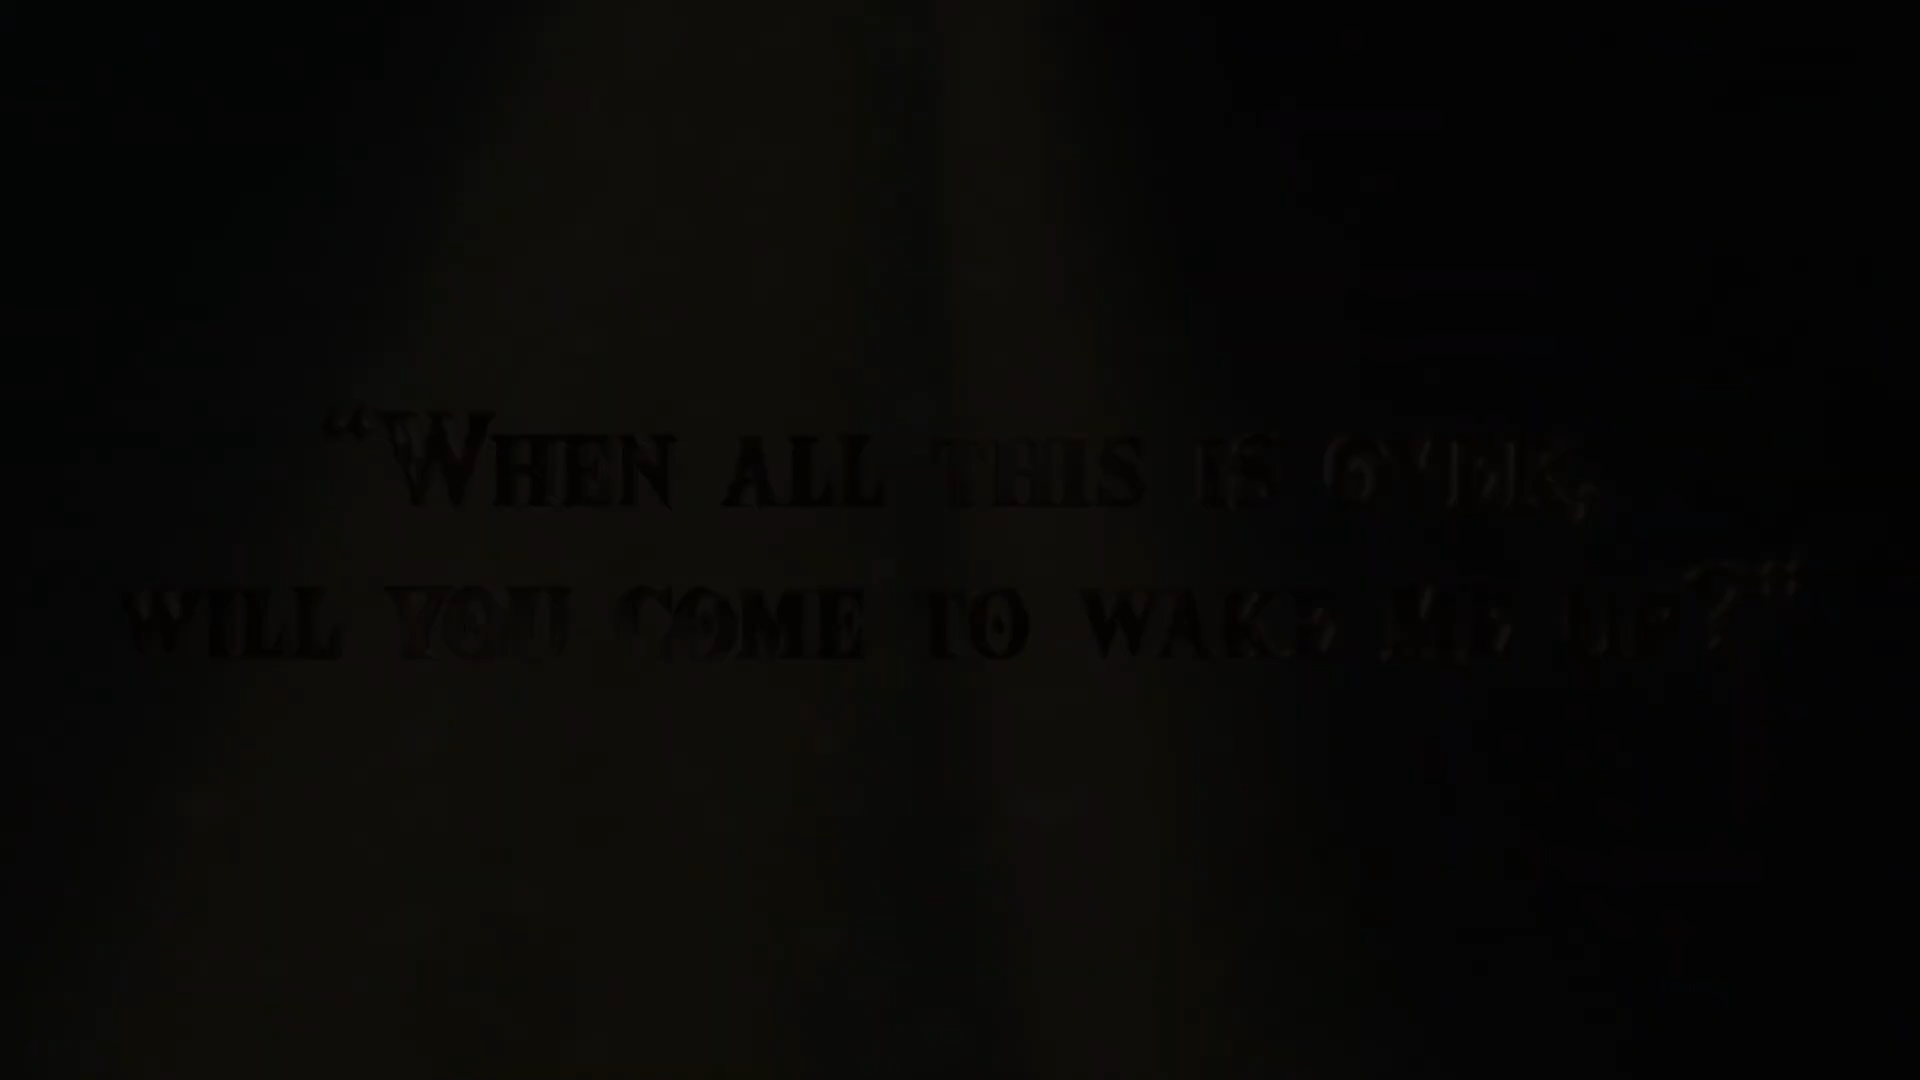 “When all this is over,
will you come to wake me up?”